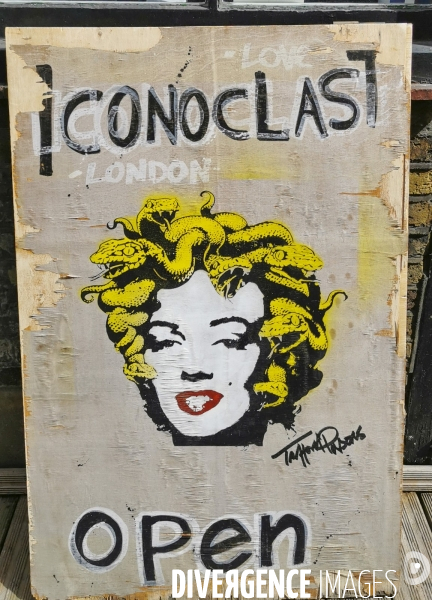 - LOVE
ICONOCLAST
- LONDON
open
DIVERGENCE IMAGES